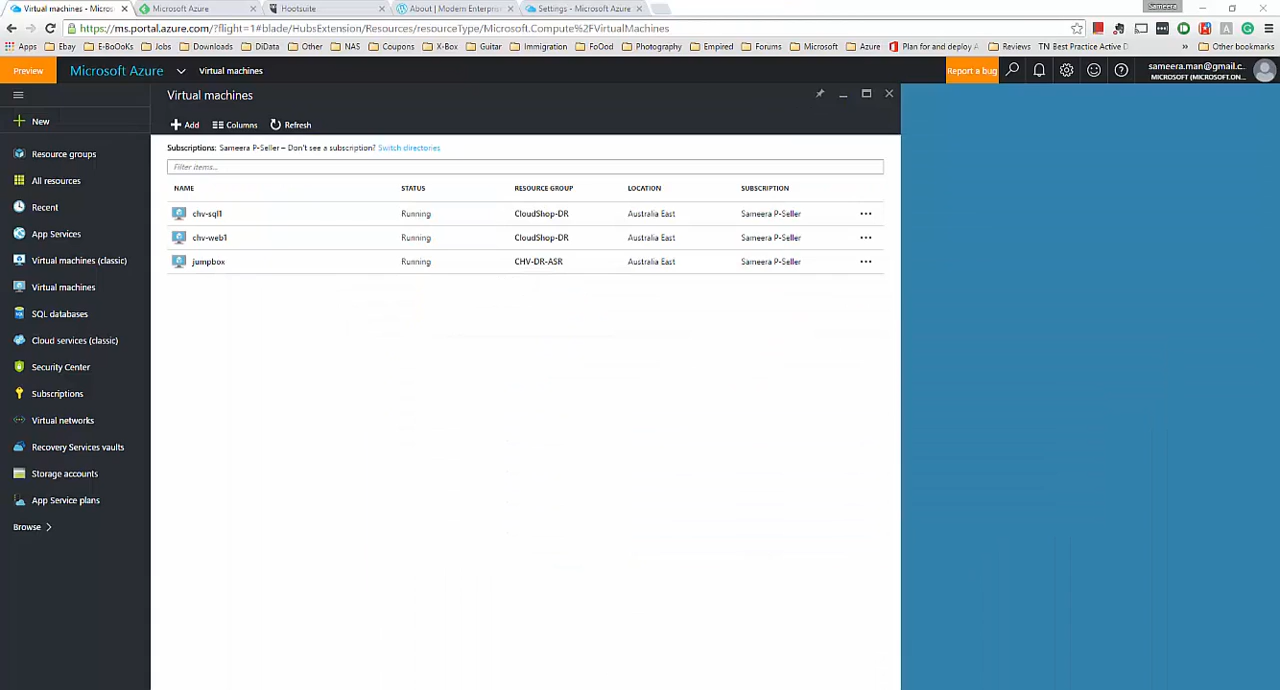 Sameera
Virtual machines - Micros
Microsoft Azure
Hootsuite
About | Modern Enterpris
Settings - Microsoft Azure
https://ms.portal.azure.com/?flight=1#blade/HubsExtension/Resources/resourceType/Microsoft.Compute%2FVirtualMachines
Apps Ebay E-BoOKs Jobs Downloads DiData Other NAS Coupons X-Box Guitar Immigration FoOod Photography Empired Forums Microsoft Azure Plan for and deploy A Reviews TN Best Practice Active D » Other bookmarks
Preview Microsoft Azure Virtual machines Report a bug sameera.man@gmail.c...
MICROSOFT (MICROSOFT.ON...
Virtual machines
New
Add Columns Refresh
Subscriptions: Sameera P-Seller – Don't see a subscription? Switch directories
Filter items...
NAME STATUS RESOURCE GROUP LOCATION SUBSCRIPTION
chv-sql1 Running CloudShop-DR Australia East Sameera P-Seller ...
chv-web1 Running CloudShop-DR Australia East Sameera P-Seller ...
jumpbox Running CHV-DR-ASR Australia East Sameera P-Seller ...
Resource groups
All resources
Recent
App Services
Virtual machines (classic)
Virtual machines
SQL databases
Cloud services (classic)
Security Center
Subscriptions
Virtual networks
Recovery Services vaults
Storage accounts
App Service plans
Browse >